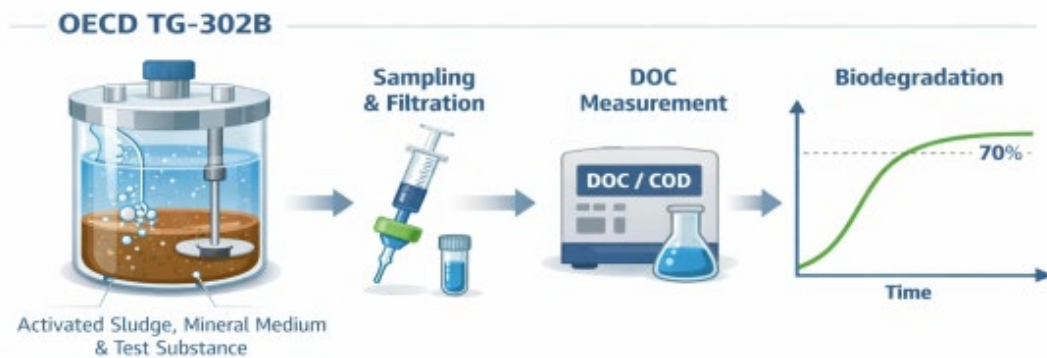 OECD TG-302B
Sampling
& Filtration
DOC
Measurement
Biodegradation
DOC / COD
70%
Time
Activated Sludge, Mineral Medium
& Test Substance